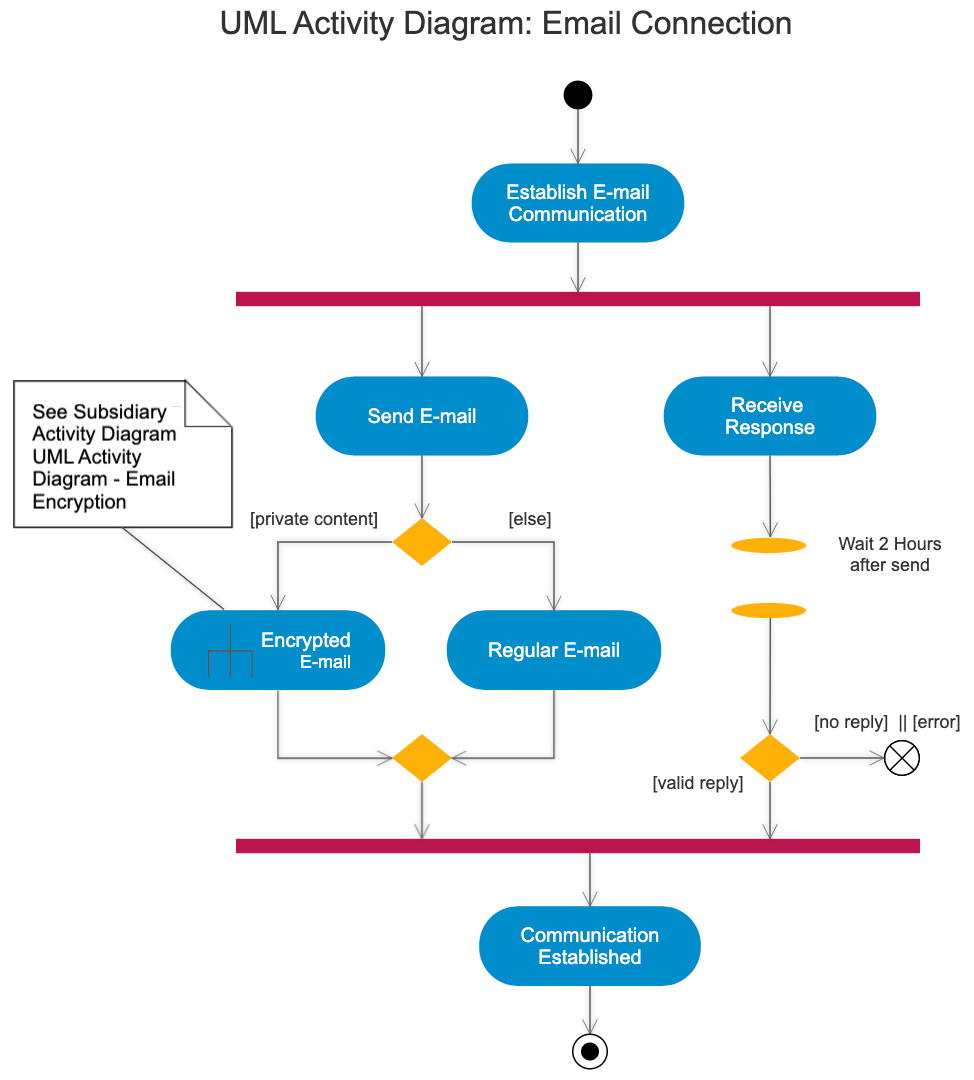 UML Activity Diagram: Email Connection
Establish E-mail
Communication
Send E-mail
Receive
Response
See Subsidiary
Activity Diagram
UML Activity
Diagram - Email
Encryption
[private content]
[else]
Wait 2 Hours
after send
Encrypted
E-mail
Regular E-mail
[no reply] || [error]
[valid reply]
Communication
Established